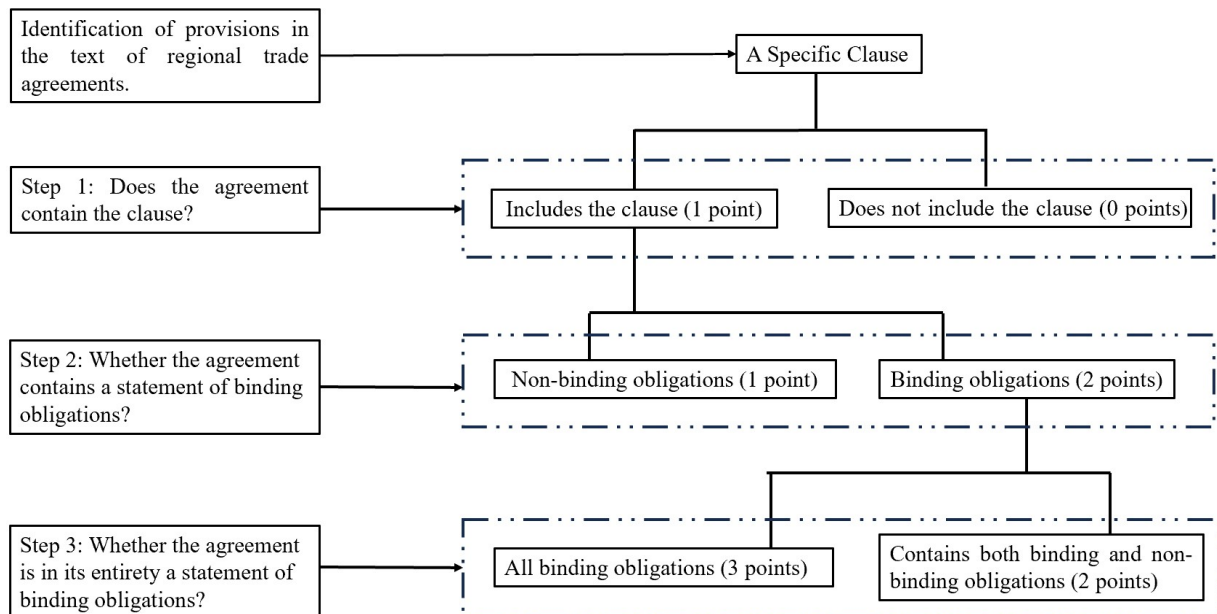 Identification of provisions in
the text of regional trade
agreements.
A Specific Clause
Step 1: Does the agreement
contain the clause?
Includes the clause (1 point)
Does not include the clause (0 points)
Step 2: Whether the agreement
contains a statement of binding
obligations?
Non-binding obligations (1 point)
Binding obligations (2 points)
Step 3: Whether the agreement
is in its entirety a statement of
binding obligations?
All binding obligations (3 points)
Contains both binding and non-
binding obligations (2 points)